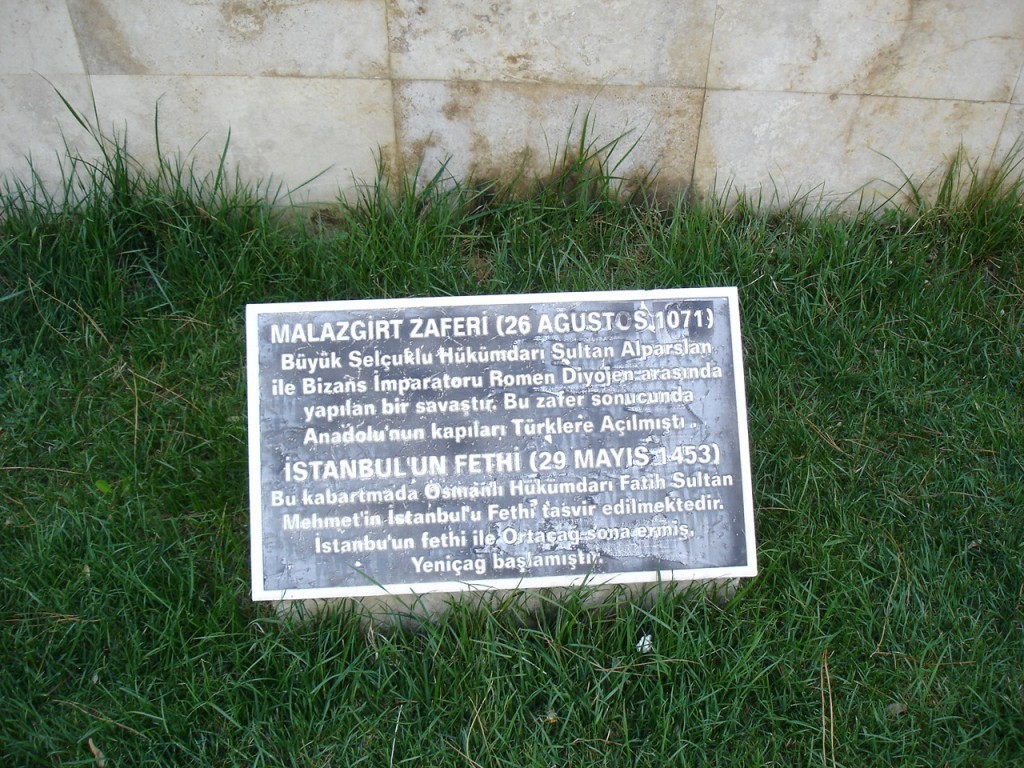 MALAZGİRT ZAFERİ (26 AGUSTOS 1071)
Büyük Selçuklu Hükümdarı Sultan Alparslan
ile Bizans İmparatoru Romen Diyojen arasında
yapılan bir savaştır. Bu zafer sonucunda
Anadolu'nun kapıları Türklere Açılmıştı.
İSTANBUL'UN FETHİ (29 MAYIS 1453)
Bu kabartmada Osmanlı Hükümdarı Fatih Sultan
Mehmet'in İstanbul'u Fethi tasvir edilmektedir.
İstanbu'un fethi ile Ortaçag sona ermiş,
Yeniçag başlamıştır.